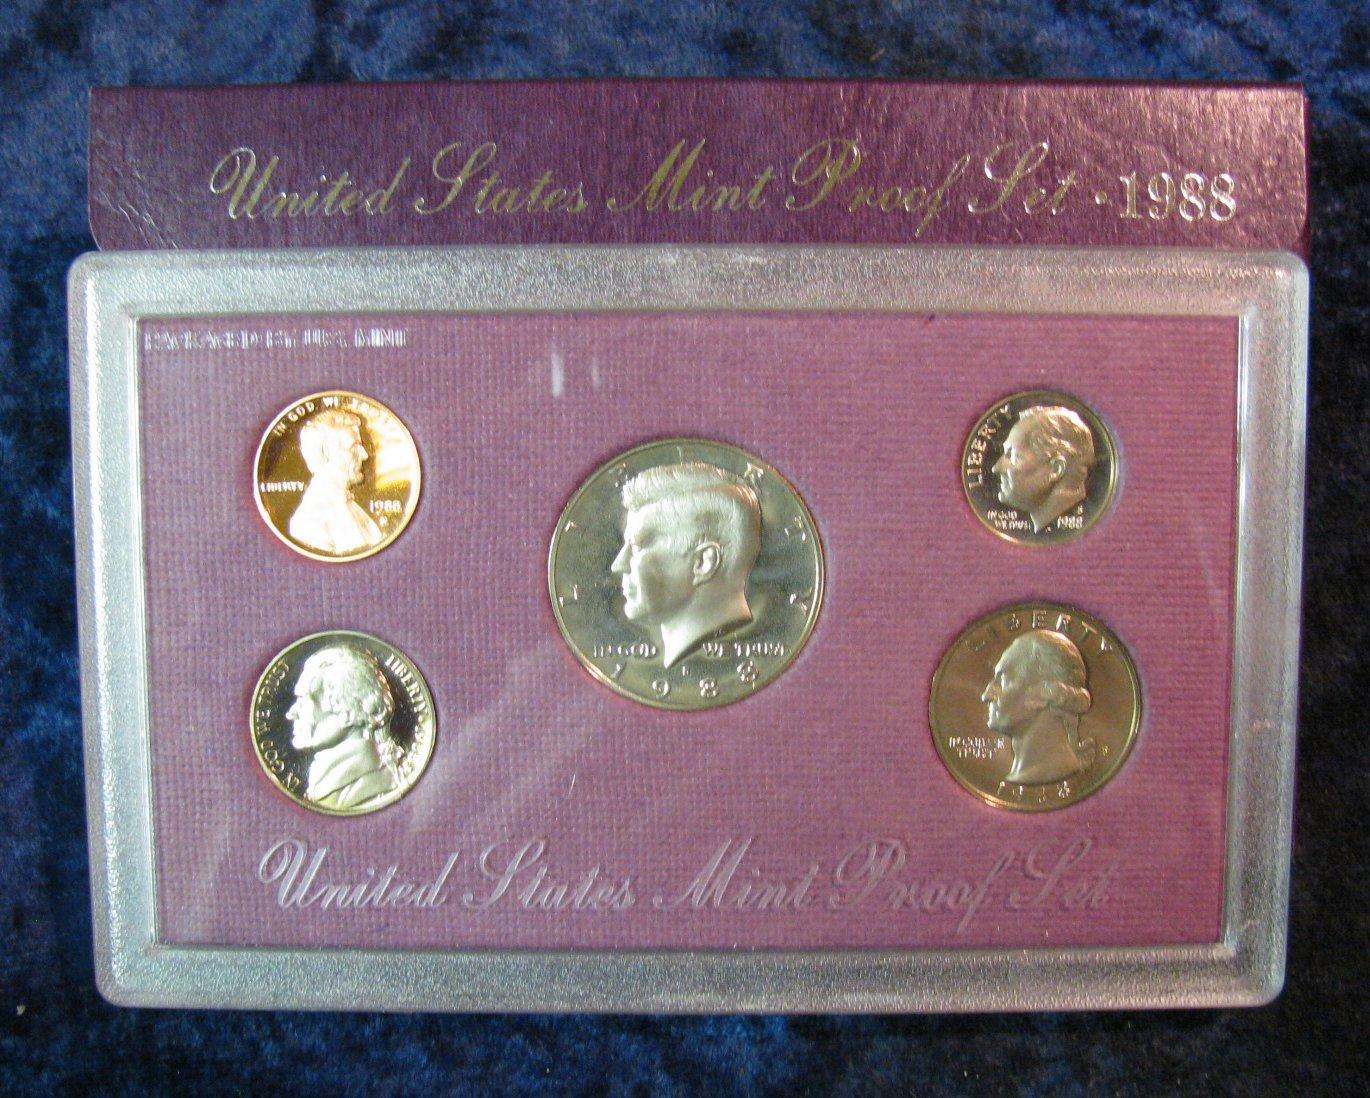 United States Mint Proof Set · 1988
PACKAGED BY U.S. MINT
IN GOD WE TRUST
LIBERTY
1988
S
LIBERTY
IN GOD WE TRUST
1988
S
LIBERTY
IN GOD WE TRUST
S
1988
IN GOD WE TRUST
LIBERTY
1988
LIBERTY
IN GOD WE TRUST
S
1988
United States Mint Proof Set